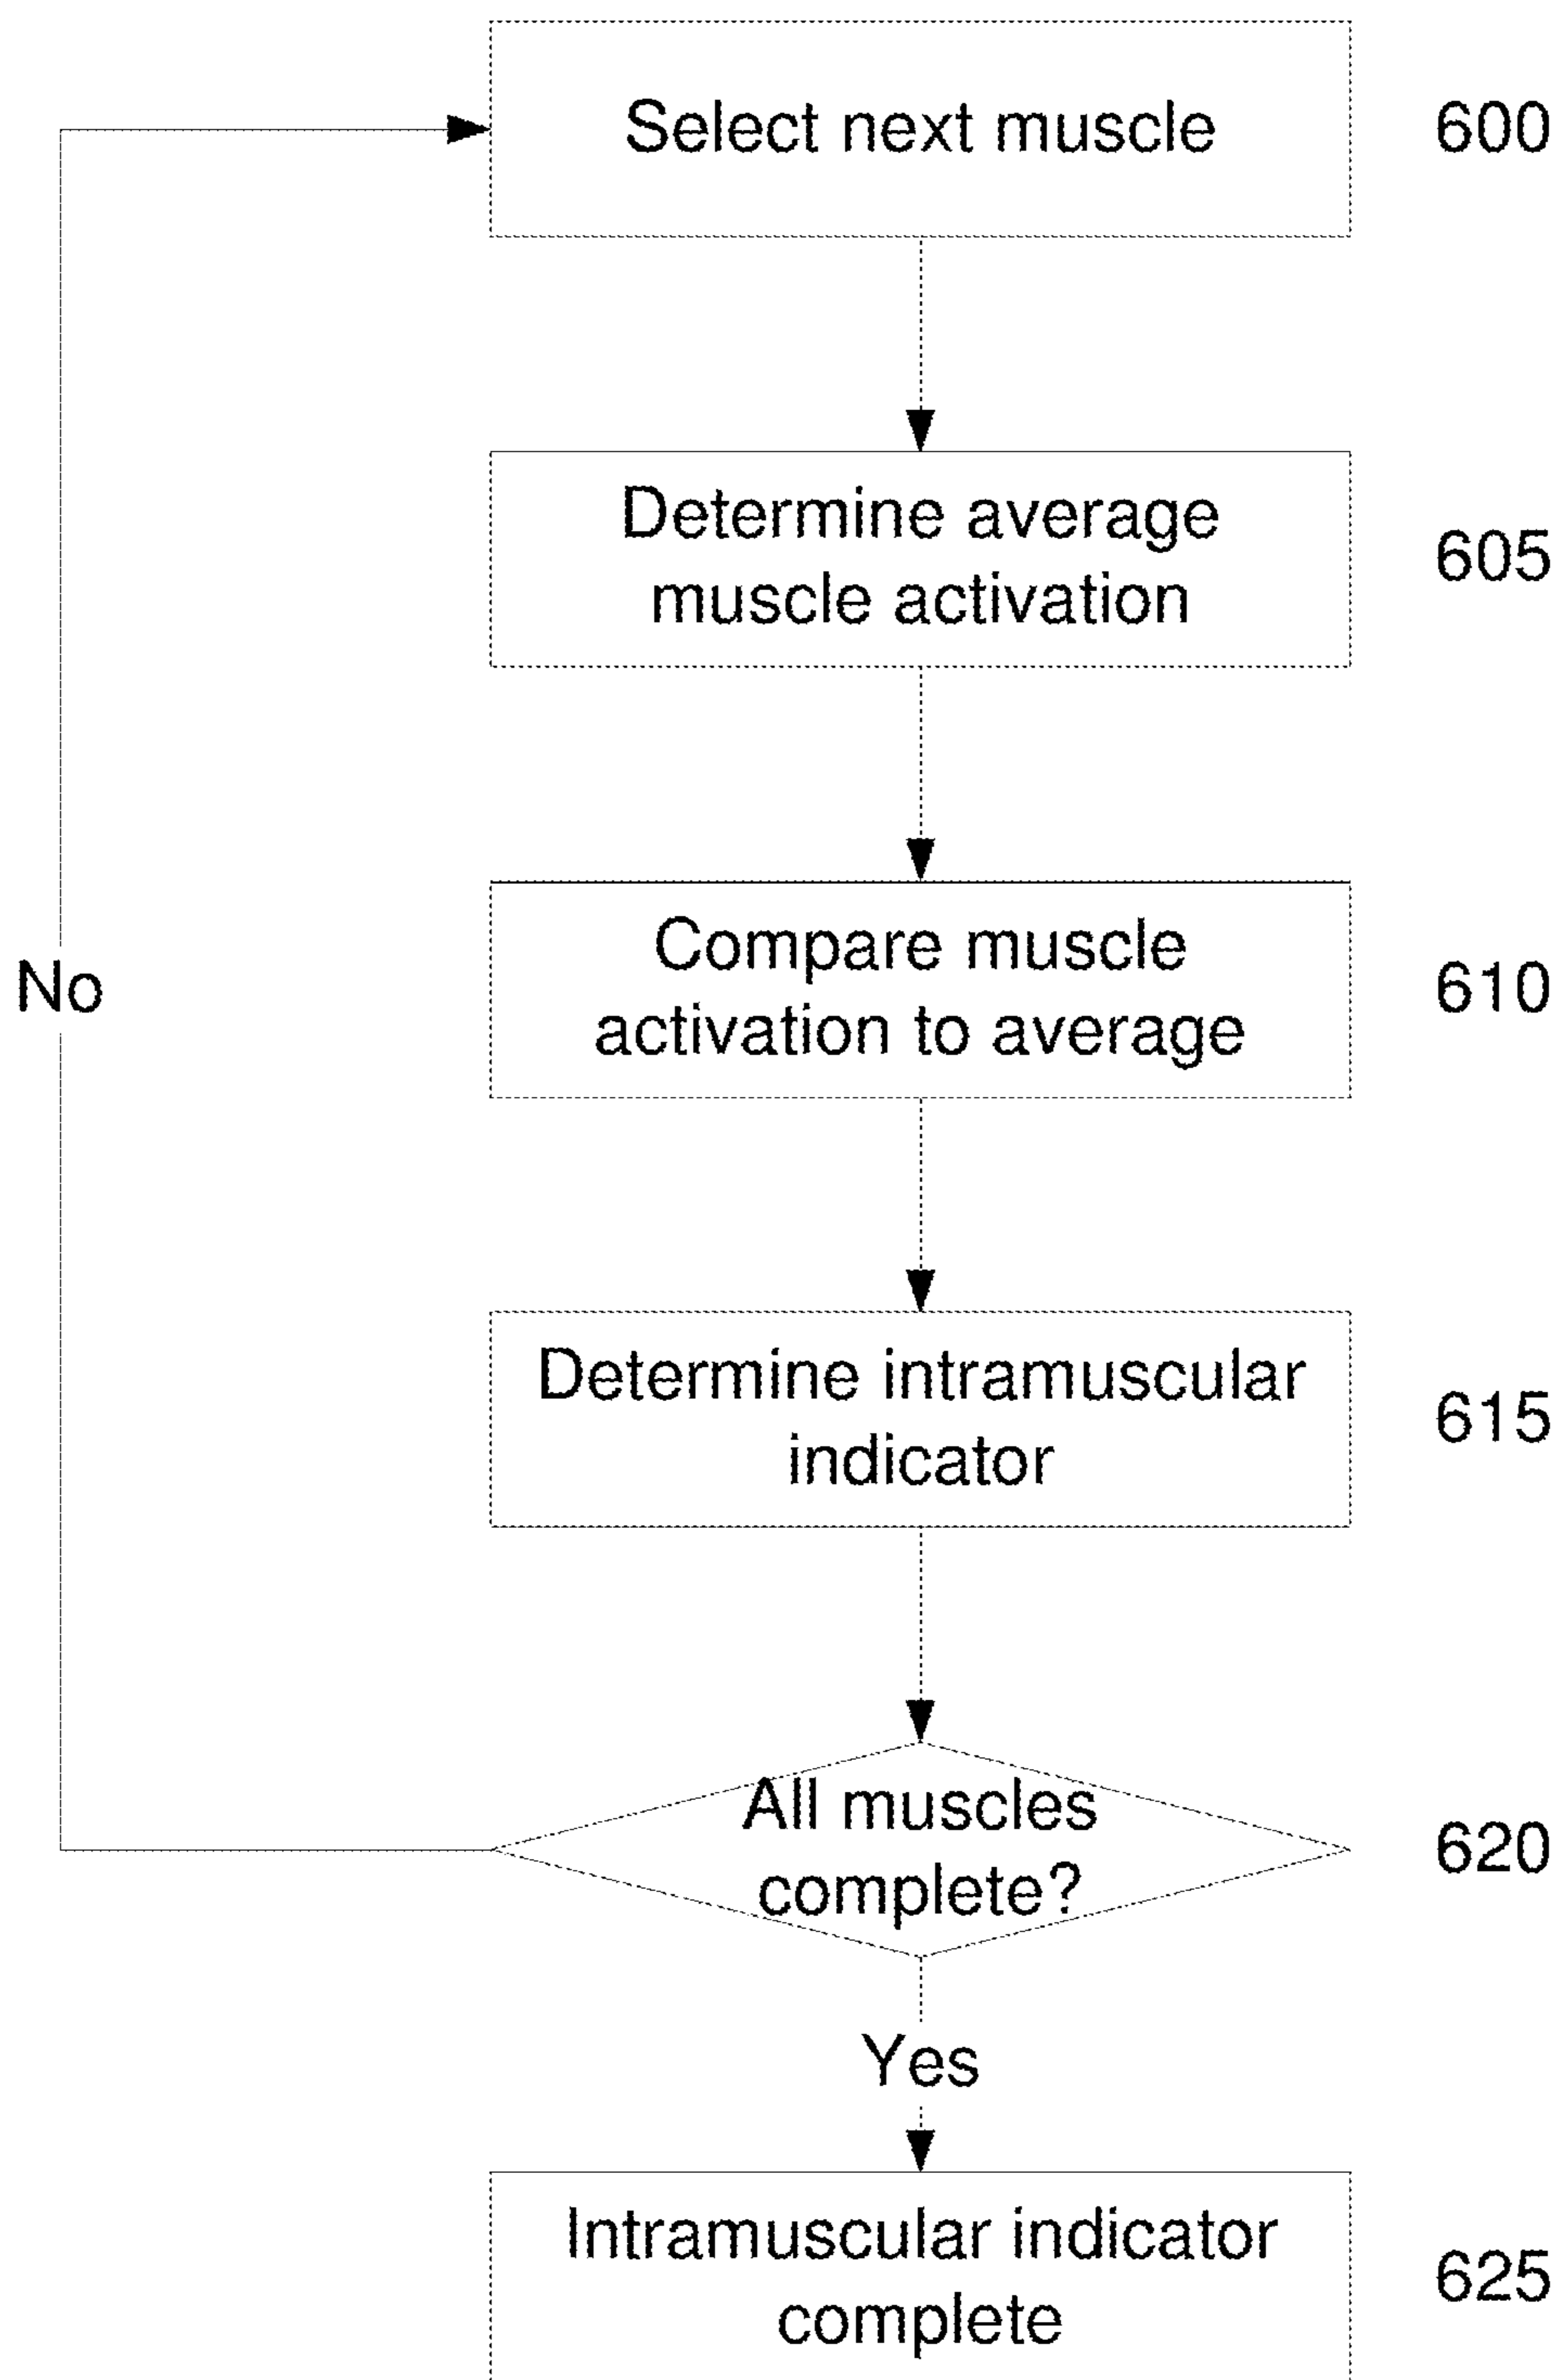 Select next muscle
600
Determine average
muscle activation
605
Compare muscle
activation to average
610
No
Determine intramuscular
indicator
615
All muscles
complete?
620
Yes
Intramuscular indicator
complete
625